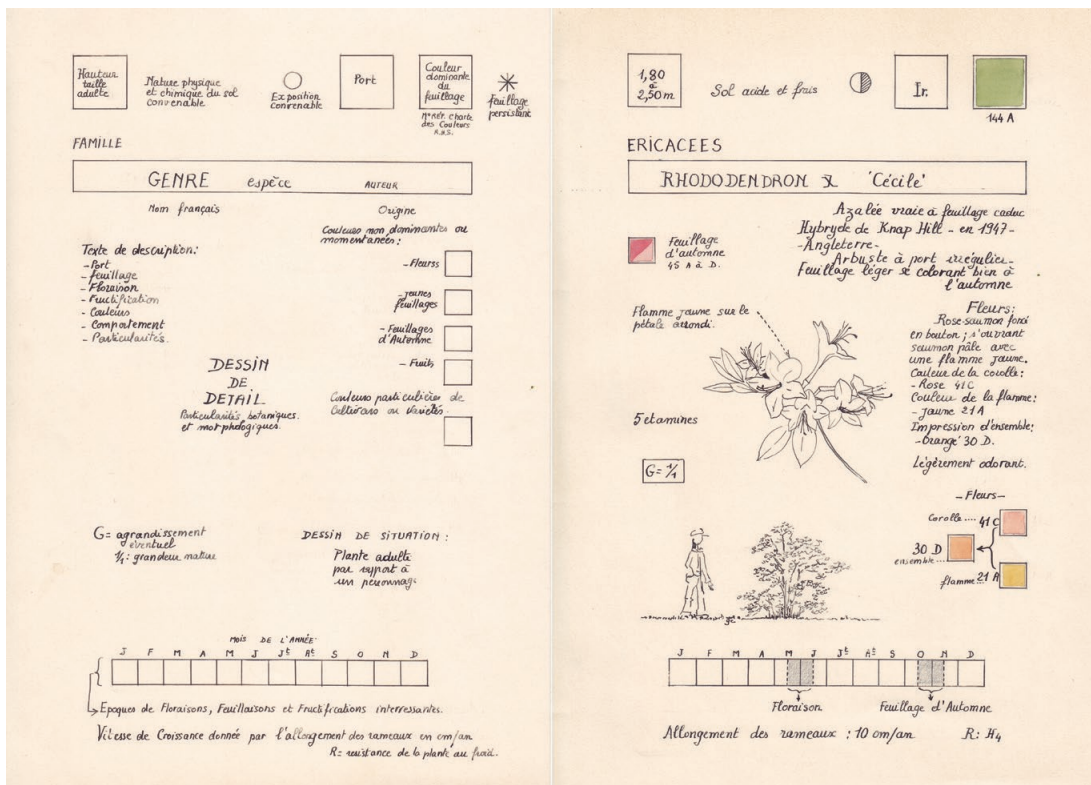 Hauteur
taille
adulte
Nature physique
et chimique du sol
convenable
Exposition
convenable
Port
Couleur
dominante
du
feuillage
N° Réf. Charte
des Couleurs
R.H.S.
feuillage
persistant
FAMILLE
GENRE espèce AUTEUR
Nom français
Origine
Couleurs non dominantes ou
momentanées :
Texte de description :
- Port
- feuillage
- Floraison
- Fructification
- Couleurs
- Comportement
- Particularités.
- Fleurss
- jeunes
feuillages
- Feuillages
d'Automne
- Fruits
DESSIN
DE
DETAIL
Particularités botaniques
et morphologiques.
Couleurs particulières de
Cultivars ou Variétés.
G = agrandissement
éventuel
1/1 : grandeur nature
DESSIN DE SITUATION :
Plante adulte
par rapport à
un personnage
MOIS DE L'ANNÉE
J F M A M J Jt At S O N D
Epoques de Floraisons, Feuillaisons et Fructifications interressantes.
Vitesse de Croissance donnée par l'allongement des rameaux en cm/an
R = résistance de la plante au froid.
1,80
à
2,50 m
Sol acide et frais
Ir.
144 A
ERICACEES
RHODODENDRON X 'Cécile'
Azalée vraie à feuillage caduc
Hybryde de Knap Hill - en 1947 -
- Angleterre -
Arbuste à port irrégulier -
Feuillage léger se colorant bien à
l'automne
Feuillage
d'automne
45 A à D.
Flamme jaune sur le
pétale arrondi.
Fleurs :
Rose-saumon foncé
en bouton ; s'ouvrant
saumon pâle avec
une flamme jaune.
Couleur de la corolle :
- Rose 41 C
Couleur de la flamme :
- jaune 21 A
Impression d'ensemble :
- Orangé 30 D.
Légèrement odorant.
5 etamines
G = 1/1
- Fleurs -
Corolle .... 41 C
30 D
ensemble...
flamme... 21 A
J F M A M J Jt At S O N D
Floraison
Feuillage d'Automne
Allongement des rameaux : 10 cm/an R : H4